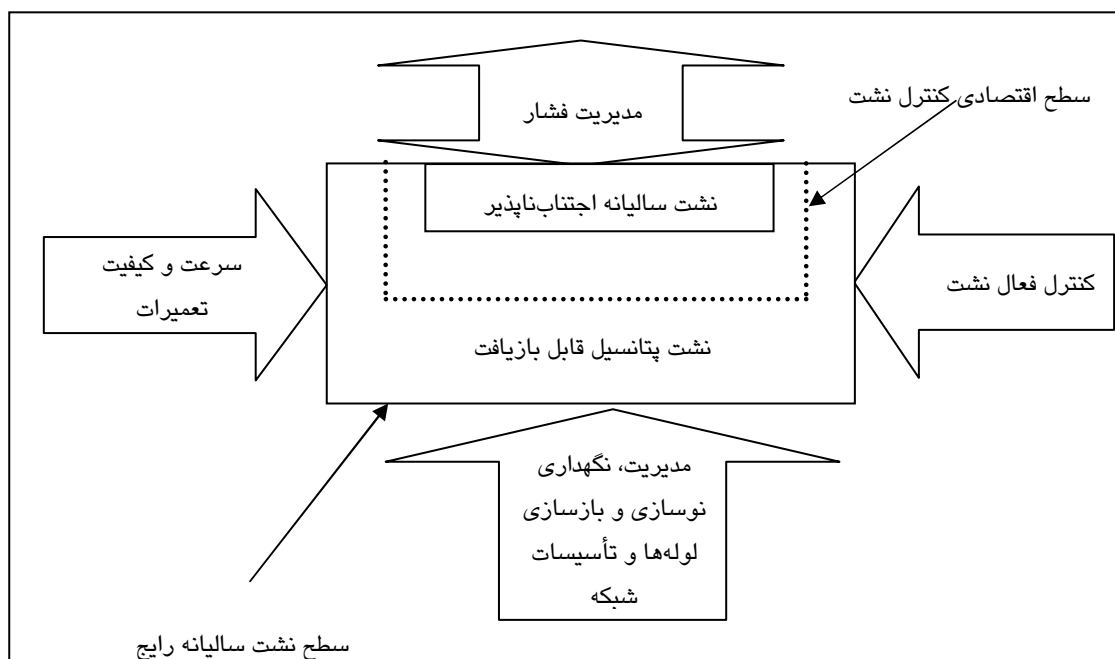 مدیریت فشار
سطح اقتصادی کنترل نشت
نشت سالیانه اجتناب‌ناپذیر
سرعت و کیفیت
تعمیرات
کنترل فعال نشت
نشت پتانسیل قابل بازیافت
مدیریت، نگهداری
نوسازی و بازسازی
لوله‌ها و تأسیسات
شبکه
سطح نشت سالیانه رایج